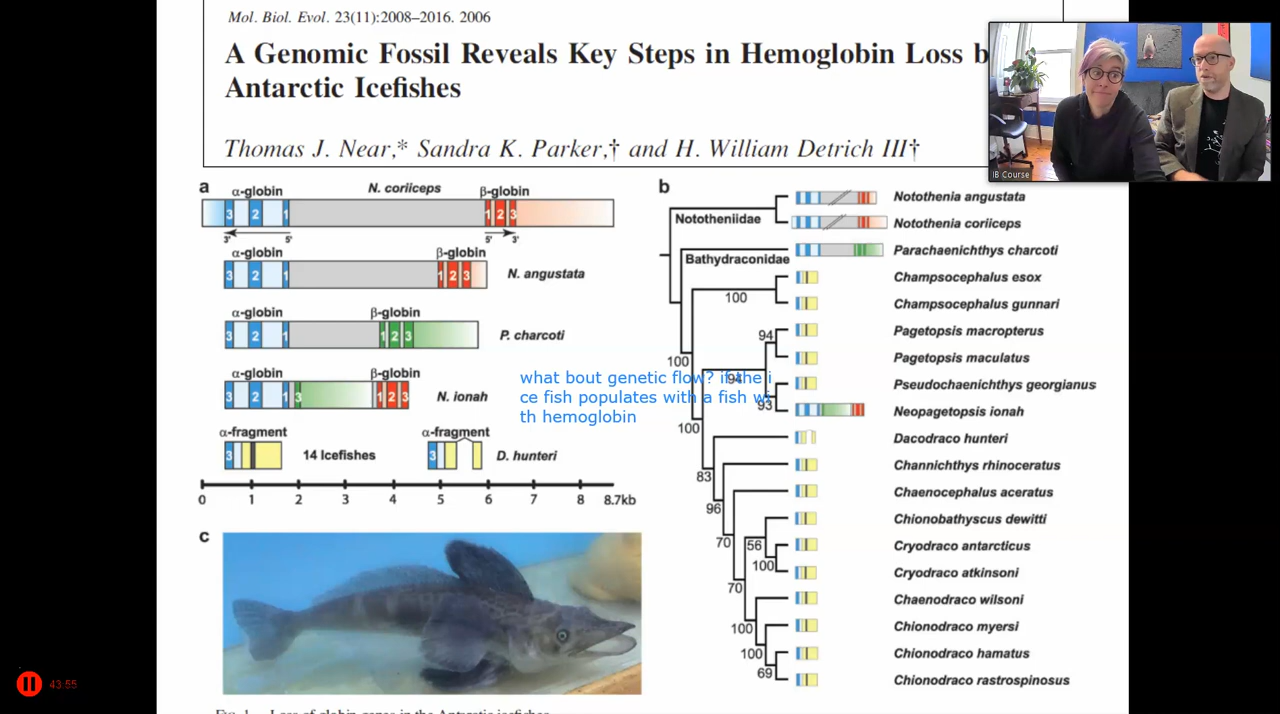 Mol. Biol. Evol. 23(11):2008–2016. 2006
A Genomic Fossil Reveals Key Steps in Hemoglobin Loss b
Antarctic Icefishes
Thomas J. Near,* Sandra K. Parker,† and H. William Detrich III†
IB Course
a
α-globin
N. coriiceps
β-globin
3 2 1 1 2 3
3' 5' 5' 3'
α-globin
β-globin
3 2 1 1 2 3
N. angustata
α-globin
β-globin
3 2 1 1 2 3
P. charcoti
α-globin
β-globin
3 2 1 3 1 2 3
N. ionah
α-fragment
α-fragment
3
14 Icefishes
3
D. hunteri
0 1 2 3 4 5 6 7 8 8.7kb
b
Nototheniidae
Bathydraconidae
100
94
100
94
93
100
83
96
70
56
100
70
100
100
69
Notothenia angustata
Notothenia coriiceps
Parachaenichthys charcoti
Champsocephalus esox
Champsocephalus gunnari
Pagetopsis macropterus
Pagetopsis maculatus
Pseudochaenichthys georgianus
Neopagetopsis ionah
Dacodraco hunteri
Channichthys rhinoceratus
Chaenocephalus aceratus
Chionobathyscus dewitti
Cryodraco antarcticus
Cryodraco atkinsoni
Chaenodraco wilsoni
Chionodraco myersi
Chionodraco hamatus
Chionodraco rastrospinosus
what bout genetic flow? if the i
ce fish populates with a fish wi
th hemoglobin
c
43:55